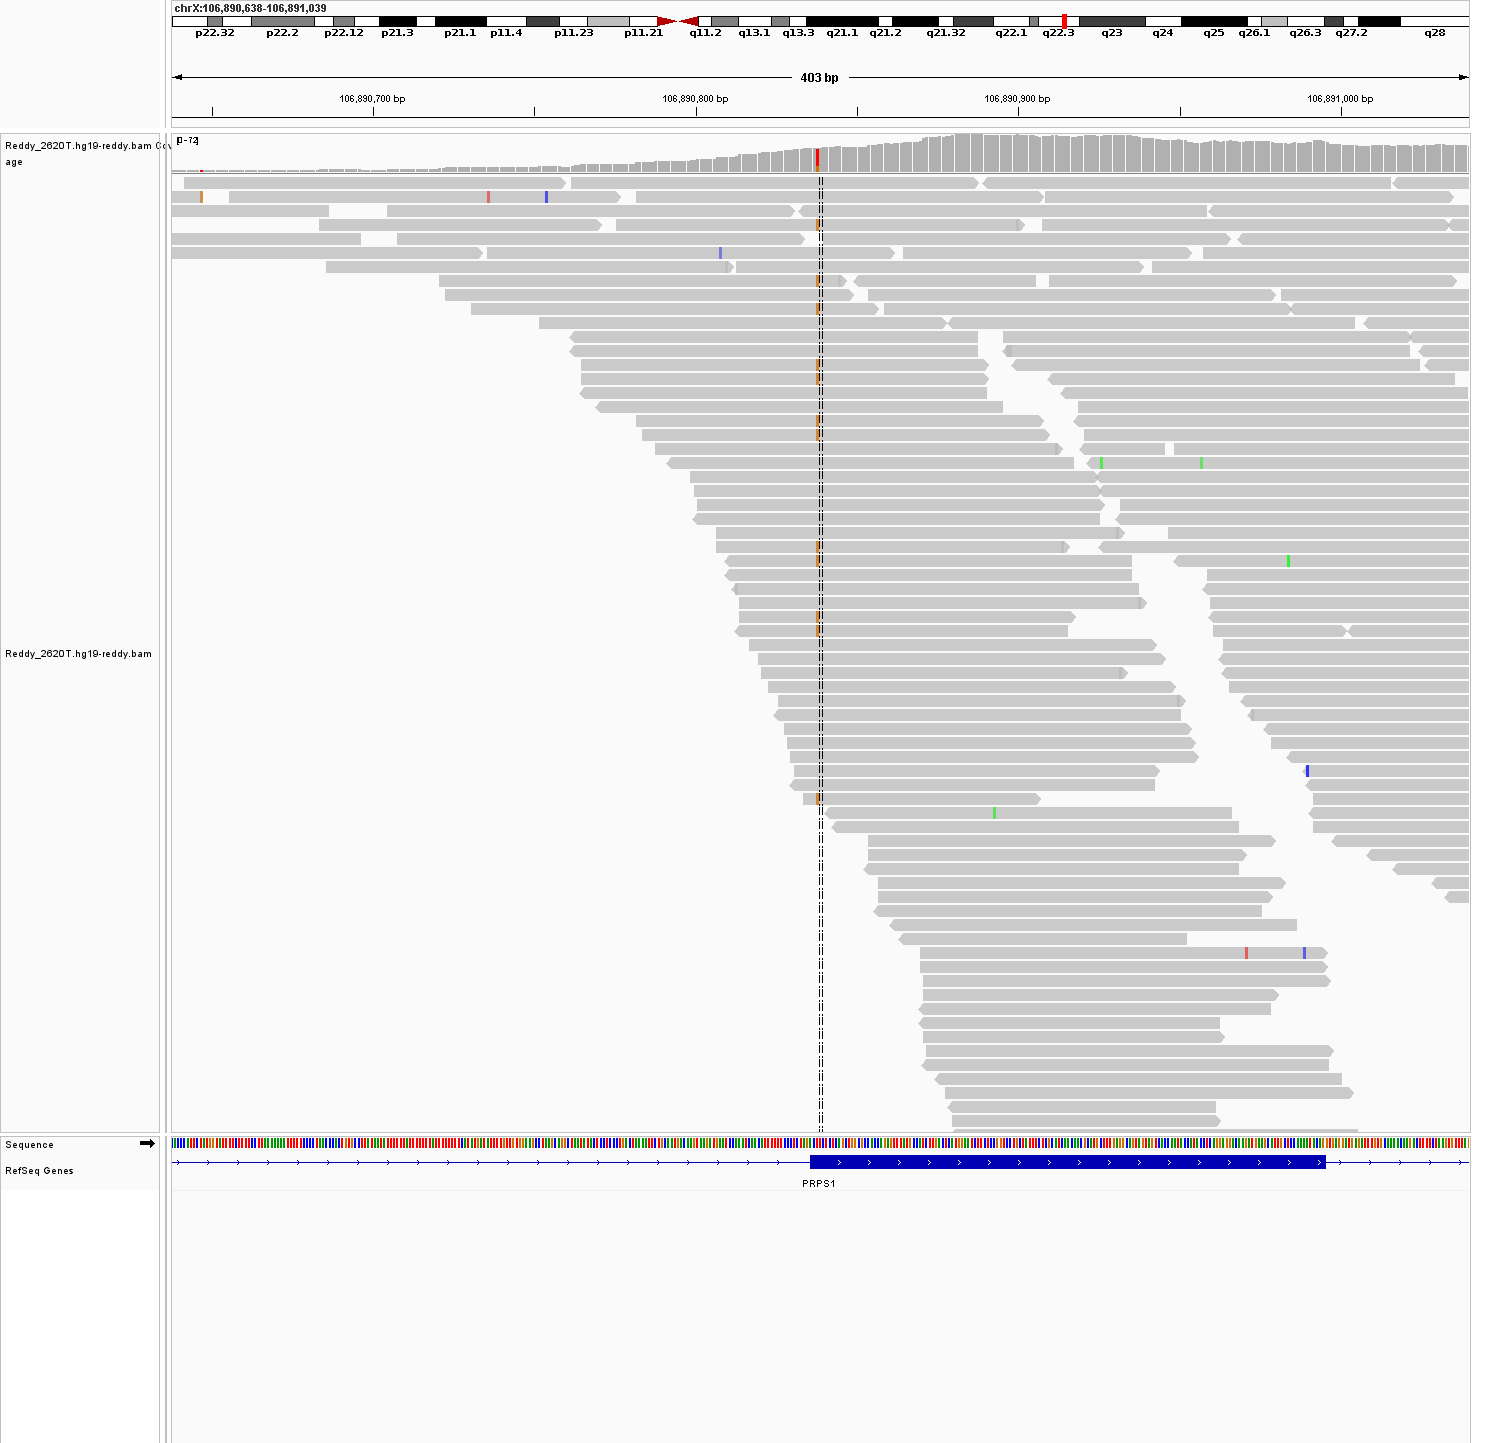 chrX:106,890,638-106,891,039
p22.32 p22.2 p22.12 p21.3 p21.1 p11.4 p11.23 p11.21 q11.2 q13.1 q13.3 q21.1 q21.2 q21.32 q22.1 q22.3 q23 q24 q25 q26.1 q26.3 q27.2 q28
403 bp
106,890,700 bp 106,890,800 bp 106,890,900 bp 106,891,000 bp
Reddy_2620T.hg19-reddy.bam Cov
age
[0-72]
Reddy_2620T.hg19-reddy.bam
Sequence
RefSeq Genes
PRPS1